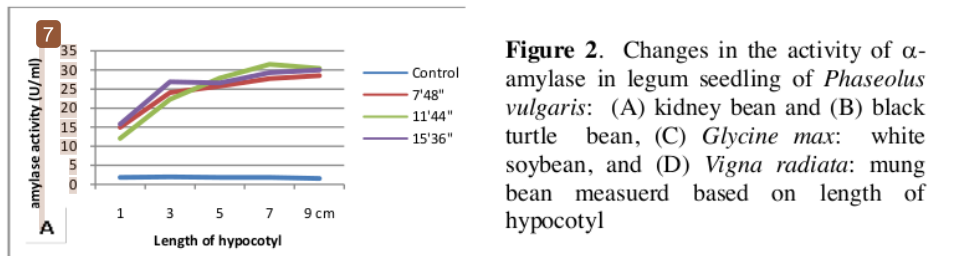 7
35
30
25
20
15
10
5
0
amylase activity (U/ml)
1 3 5 7 9 cm
Length of hypocotyl
A
Control
7'48"
11'44"
15'36"
Figure 2. Changes in the activity of α-
amylase in legum seedling of Phaseolus
vulgaris: (A) kidney bean and (B) black
turtle bean, (C) Glycine max: white
soybean, and (D) Vigna radiata: mung
bean measuerd based on length of
hypocotyl